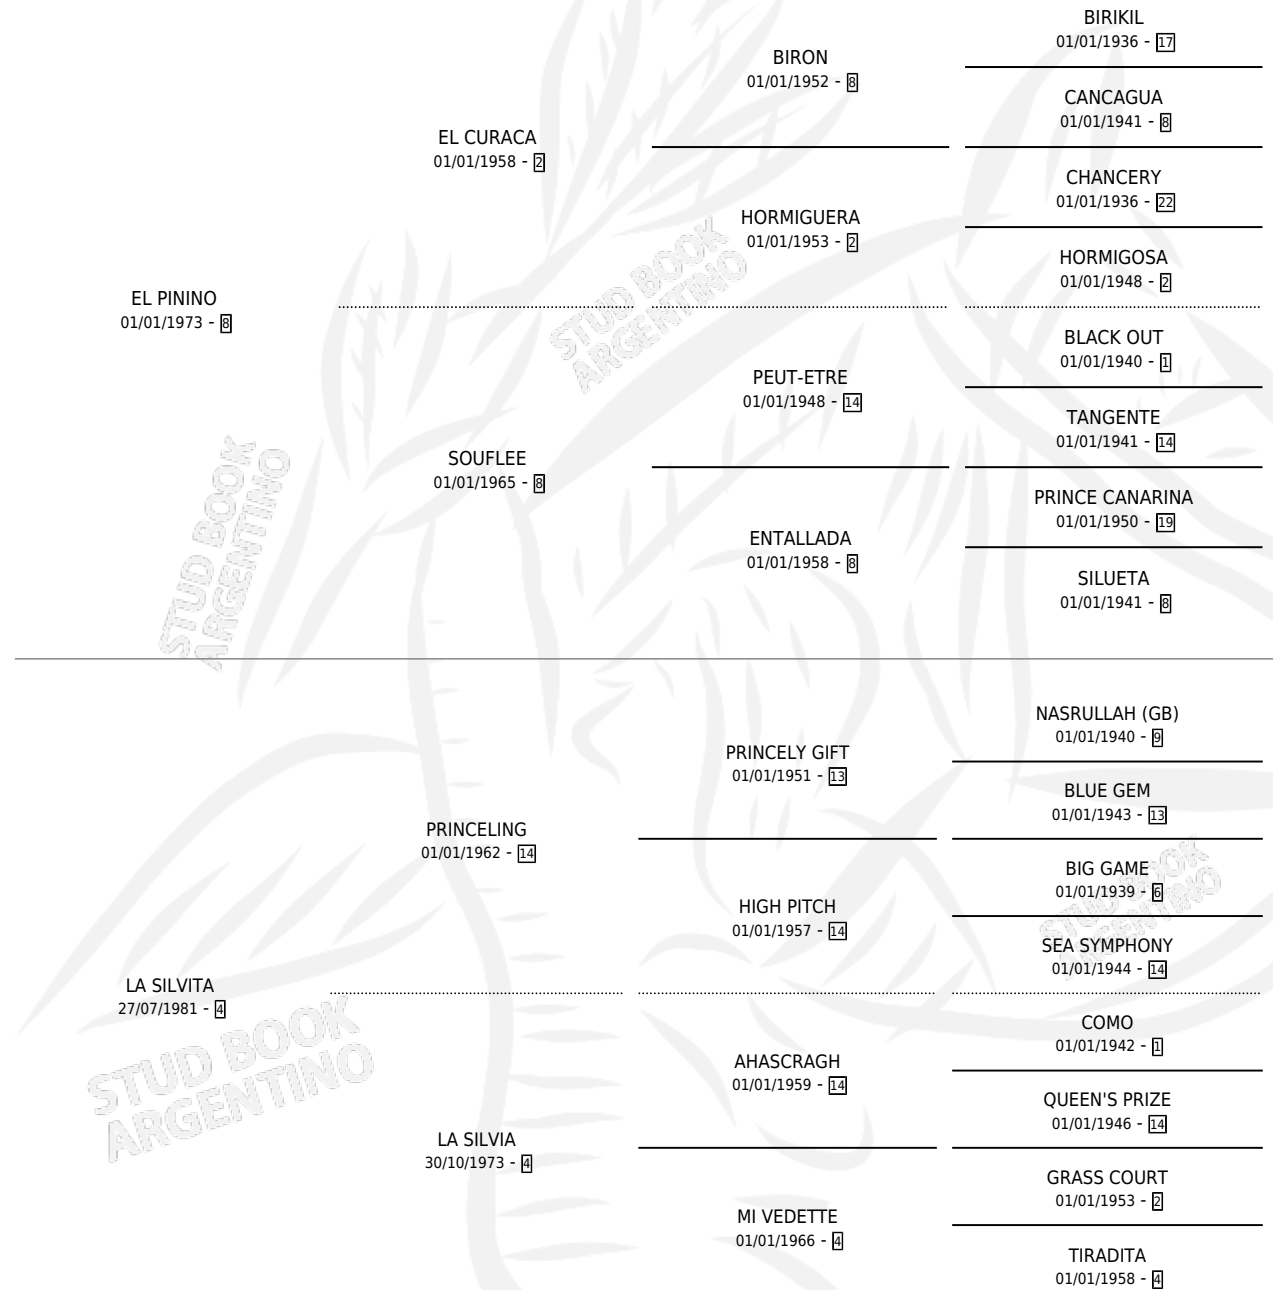 BIRIKIL
01/01/1936 - 17
BIRON
01/01/1952 - 8
CANCAGUA
01/01/1941 - 8
EL CURACA
01/01/1958 - 2
CHANCERY
01/01/1936 - 22
HORMIGUERA
01/01/1953 - 2
HORMIGOSA
01/01/1948 - 2
EL PININO
01/01/1973 - 8
BLACK OUT
01/01/1940 - 1
PEUT-ETRE
01/01/1948 - 14
TANGENTE
01/01/1941 - 14
SOUFLEE
01/01/1965 - 8
PRINCE CANARINA
01/01/1950 - 19
ENTALLADA
01/01/1958 - 8
SILUETA
01/01/1941 - 8
NASRULLAH (GB)
01/01/1940 - 9
PRINCELY GIFT
01/01/1951 - 13
BLUE GEM
01/01/1943 - 13
PRINCELING
01/01/1962 - 14
BIG GAME
01/01/1939 - 6
HIGH PITCH
01/01/1957 - 14
SEA SYMPHONY
01/01/1944 - 14
LA SILVITA
27/07/1981 - 4
COMO
01/01/1942 - 1
AHASCRAGH
01/01/1959 - 14
QUEEN'S PRIZE
01/01/1946 - 14
LA SILVIA
30/10/1973 - 4
GRASS COURT
01/01/1953 - 2
MI VEDETTE
01/01/1966 - 4
TIRADITA
01/01/1958 - 4
STUD BOOK
ARGENTINO
STUD BOOK
ARGENTINO
STUD BOOK
ARGENTINO
STUD BOOK
ARGENTINO